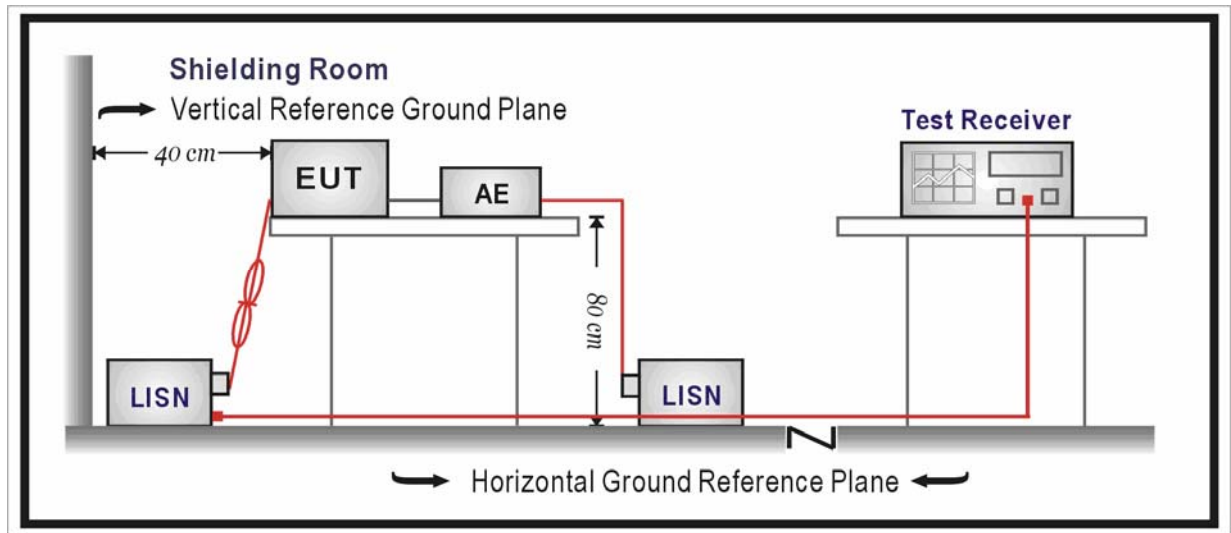 Shielding Room
Vertical Reference Ground Plane
40 cm
EUT
AE
Test Receiver
80 cm
LISN
LISN
Horizontal Ground Reference Plane